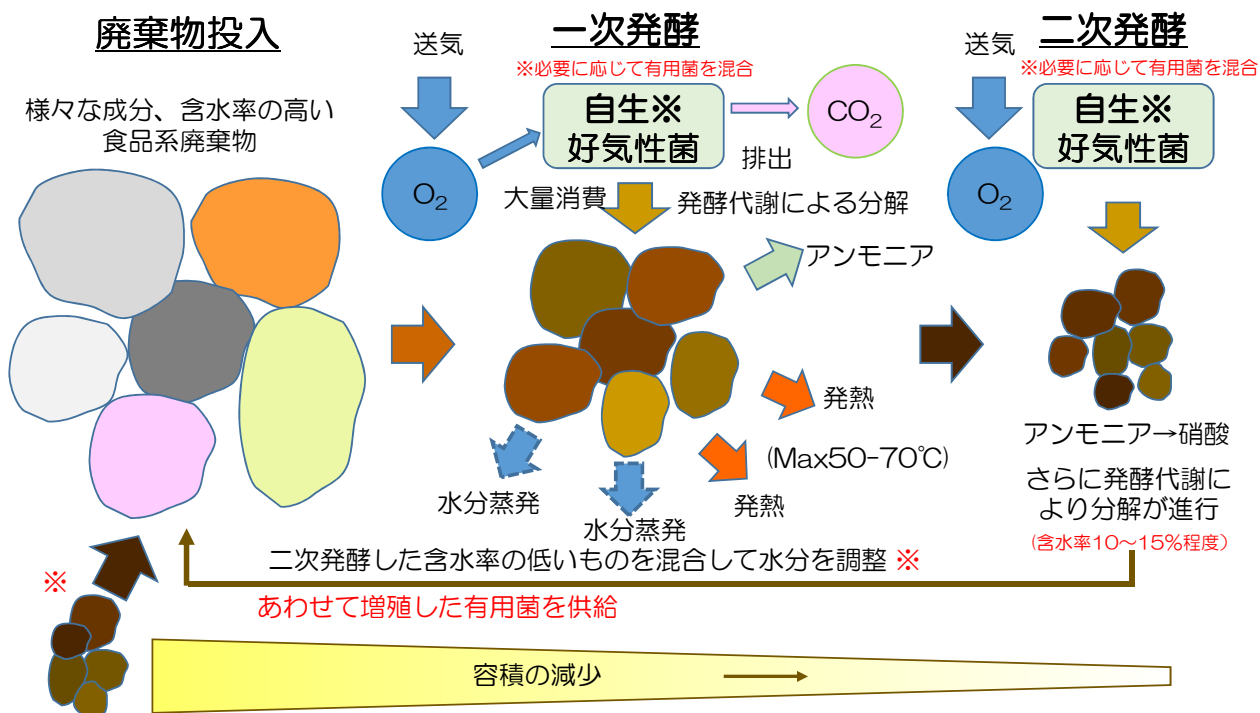 廃棄物投入
様々な成分、含水率の高い
食品系廃棄物
送気
O₂
大量消費
一次発酵
※必要に応じて有用菌を混合
自生※
好気性菌
CO₂
排出
発酵代謝による分解
アンモニア
発熱
(Max50-70℃)
発熱
水分蒸発
水分蒸発
二次発酵
送気
※必要に応じて有用菌を混合
自生※
好気性菌
O₂
アンモニア→硝酸
さらに発酵代謝に
より分解が進行
(含水率10～15%程度)
二次発酵した含水率の低いものを混合して水分を調整 ※
あわせて増殖した有用菌を供給
※
容積の減少